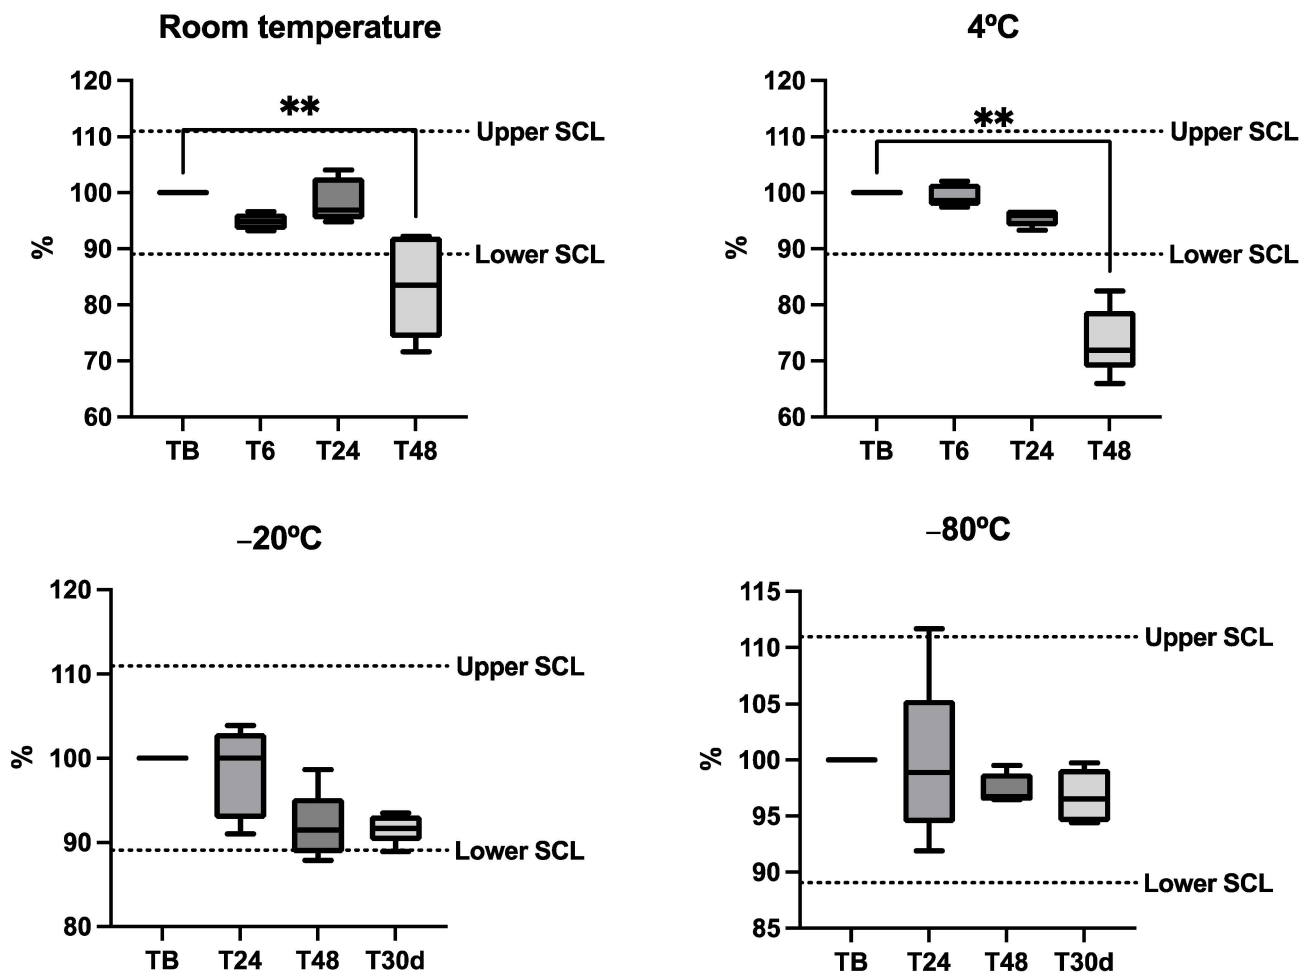 Room temperature
120
110
100
90
80
70
60
%
**
Upper SCL
Lower SCL
TB T6 T24 T48
4ºC
120
110
100
90
80
70
60
%
**
Upper SCL
Lower SCL
TB T6 T24 T48
–20ºC
120
110
100
90
80
%
Upper SCL
Lower SCL
TB T24 T48 T30d
–80ºC
115
110
105
100
95
90
85
%
Upper SCL
Lower SCL
TB T24 T48 T30d